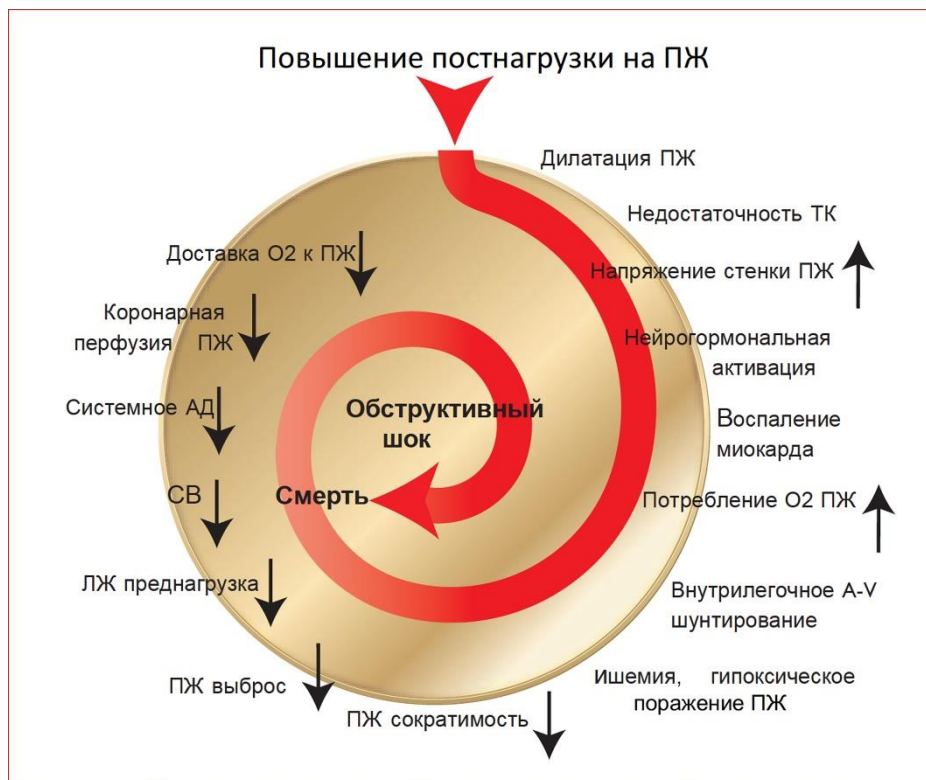 Повышение постнагрузки на ПЖ
Дилатация ПЖ
Недостаточность ТК
Напряжение стенки ПЖ
Нейрогормональная
активация
Воспаление
миокарда
Потребление О2 ПЖ
Внутрилегочное A-V
шунтирование
Ишемия, гипоксическое
поражение ПЖ
ПЖ сократимость
ПЖ выброс
ЛЖ преднагрузка
СВ
Системное АД
Коронарная
перфузия ПЖ
Доставка О2 к ПЖ
Обструктивный
шок
Смерть